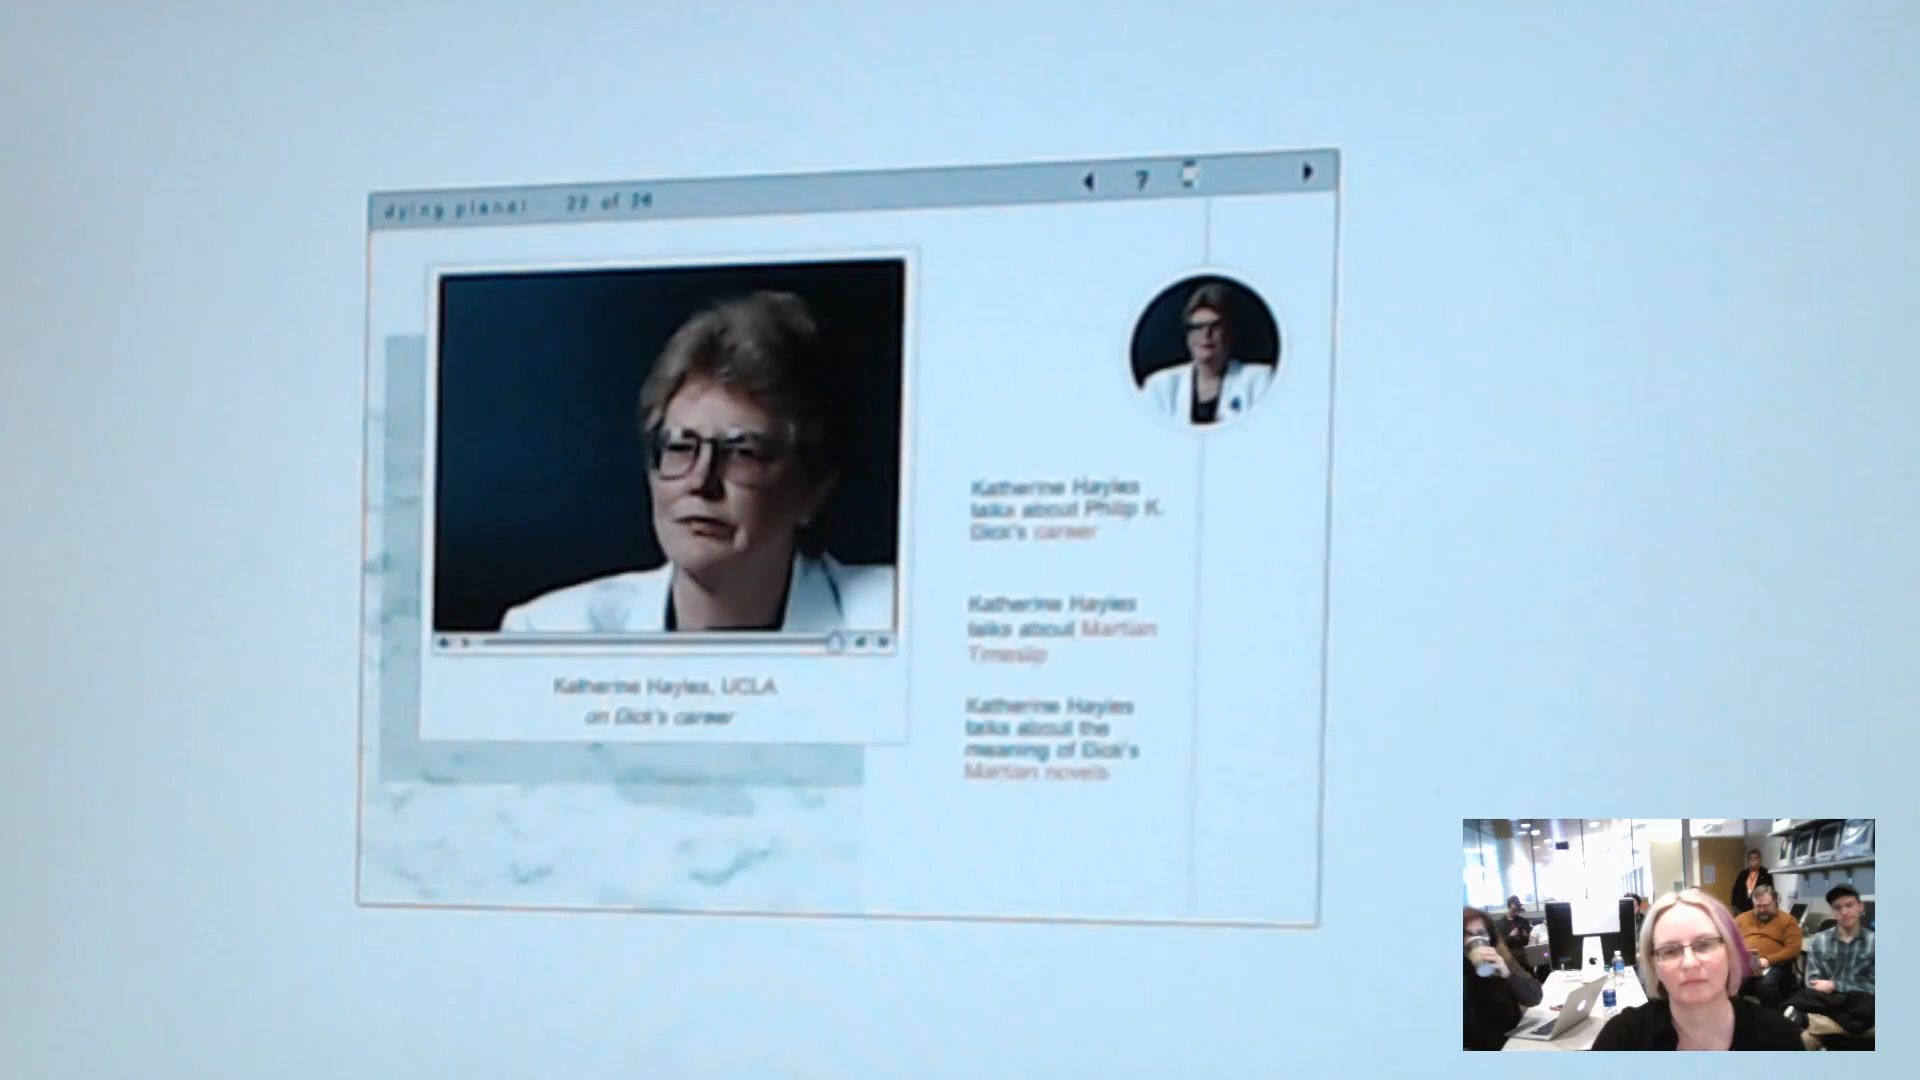 dying planet 22 of 26
?
Katherine Hayles
talks about Philip K.
Dick's career
Katherine Hayles
talks about Martian
Timeslip
Katherine Hayles
talks about the
meaning of Dick's
Martian novels
Katherine Hayles, UCLA
on Dick's career